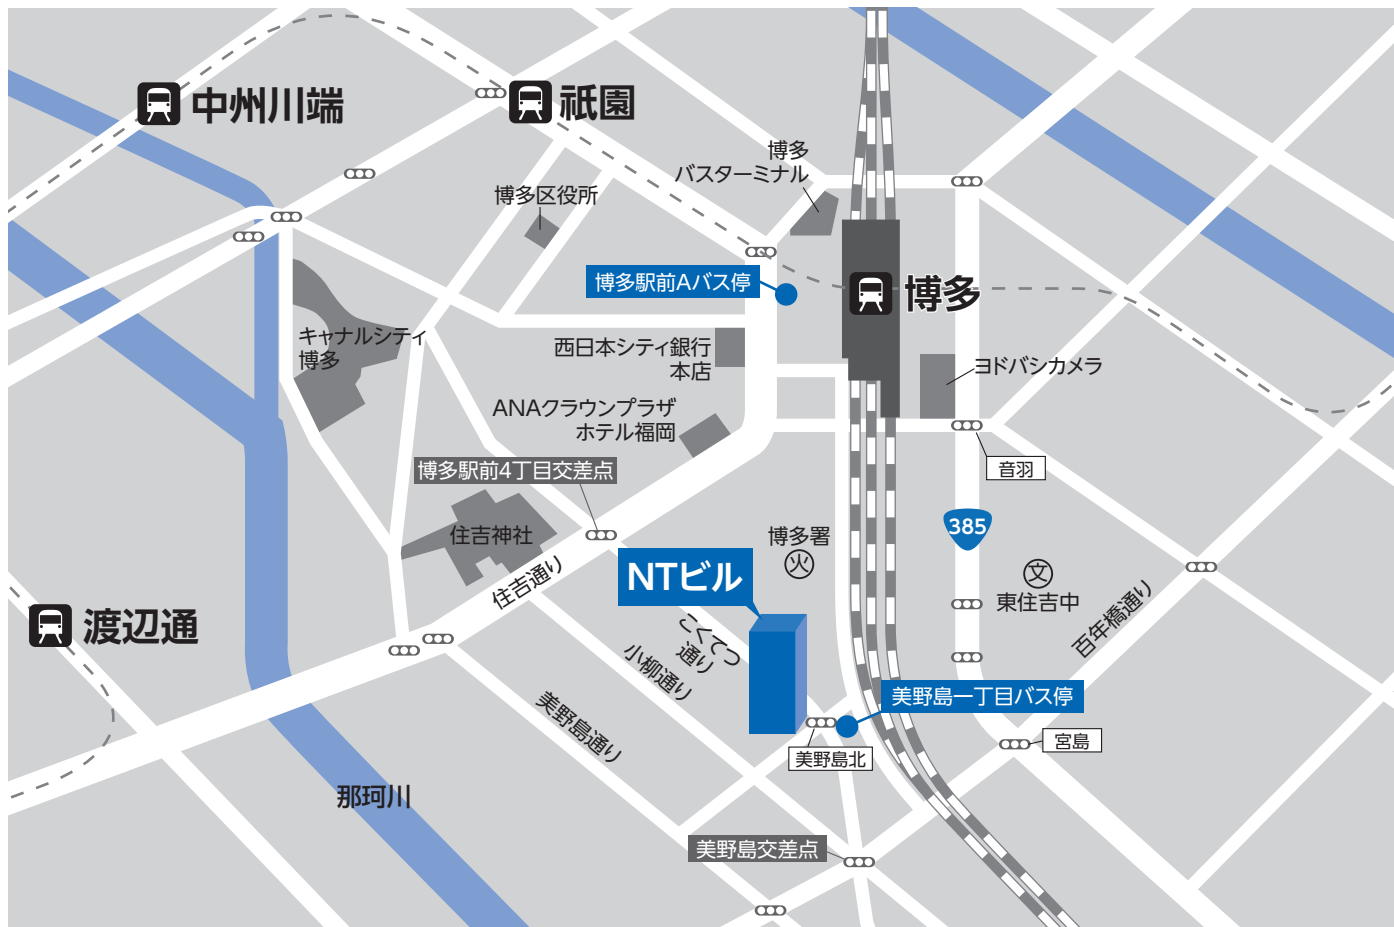 中州川端
祇園
博多
バスターミナル
博多区役所
博多駅前Aバス停
博多
キャナルシティ
博多
西日本シティ銀行
本店
ヨドバシカメラ
ANAクラウンプラザ
ホテル福岡
博多駅前4丁目交差点
音羽
住吉神社
385
博多署
火
住吉通り
NTビル
文
東住吉中
百年橋通り
渡辺通
こくてつ
通り
小柳通り
美野島通り
美野島一丁目バス停
宮島
美野島北
那珂川
美野島交差点